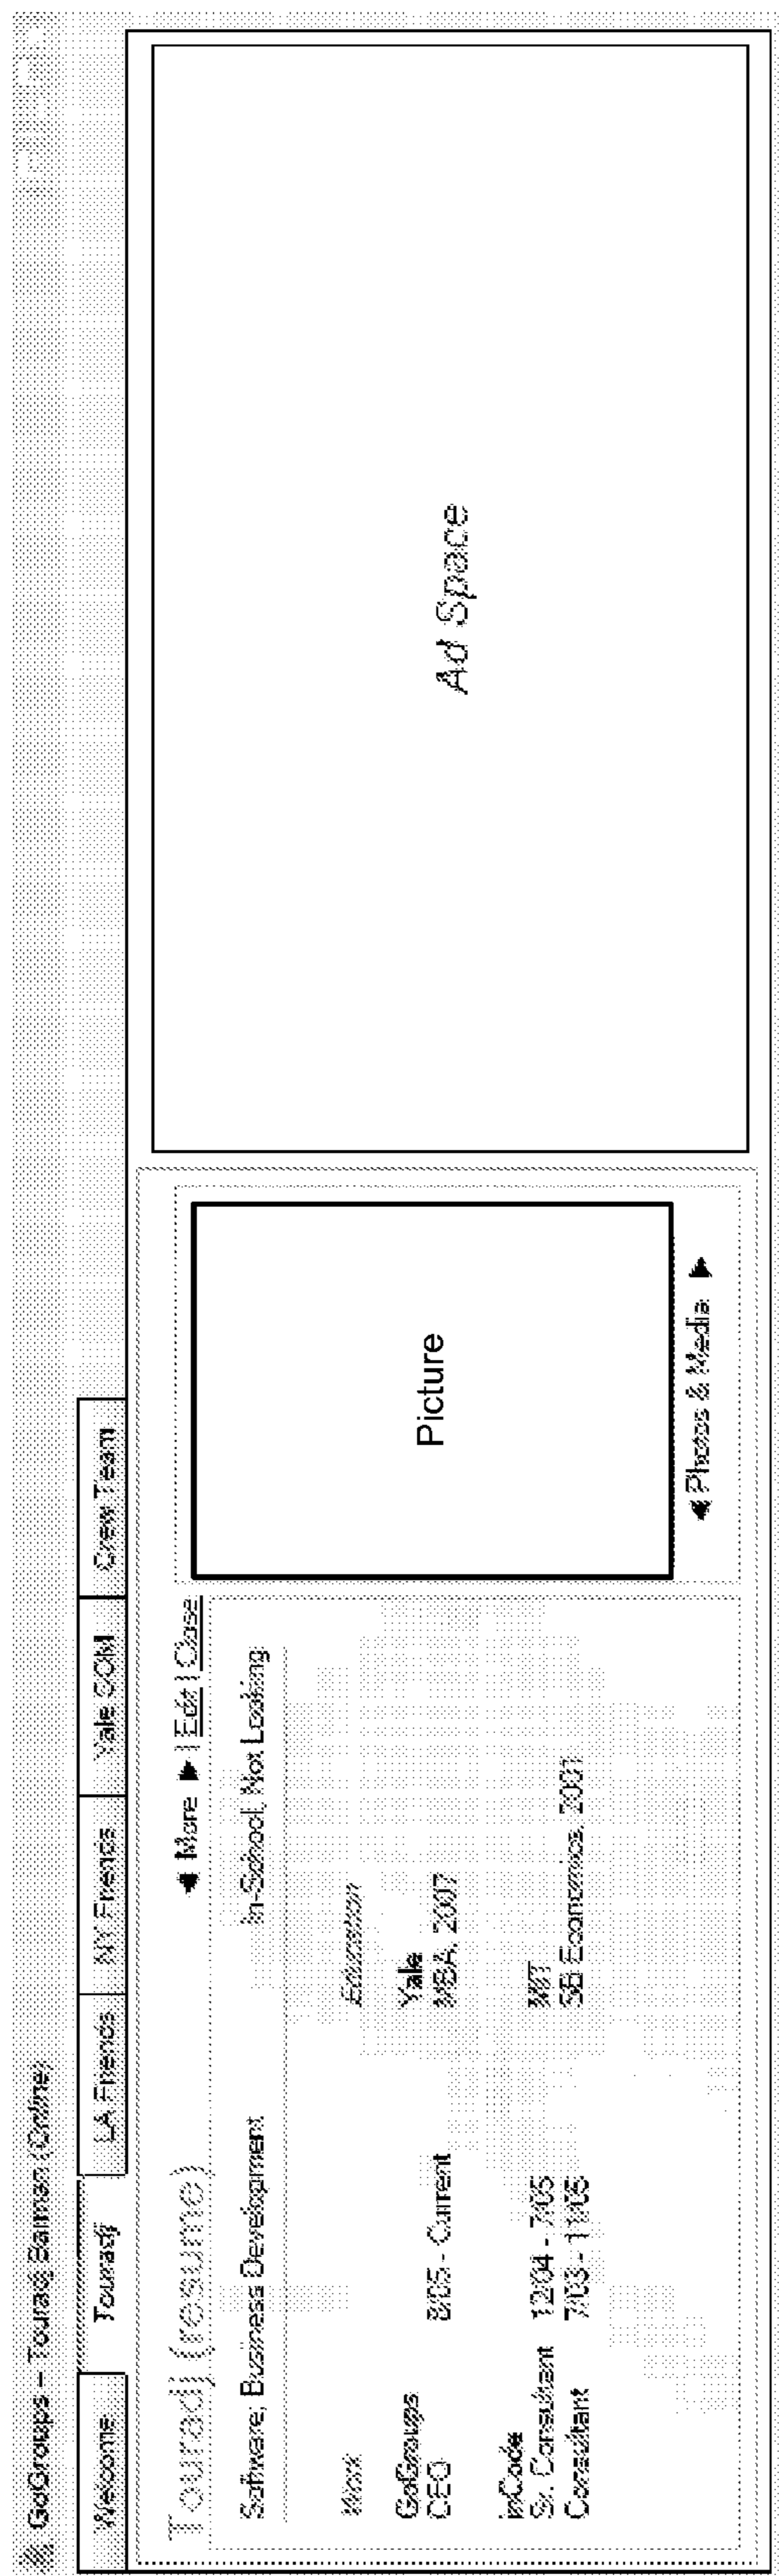 GoGroups – Touradj Barman (Online)
Welcome Touradj LA Friends NY Friends Yale SOM Crew Team
Touradj (resume)
◀ More ▶ | Edit | Close
Software; Business Development In-School, Not Looking
Work Education
GoGroups Yale
CEO 8/05 - Current MBA, 2007
inCode MIT
Sr. Consultant 12/04 - 7/05 SB Economics, 2001
Consultant 7/03 - 11/05
Picture
◀ Photos & Media ▶
Ad Space